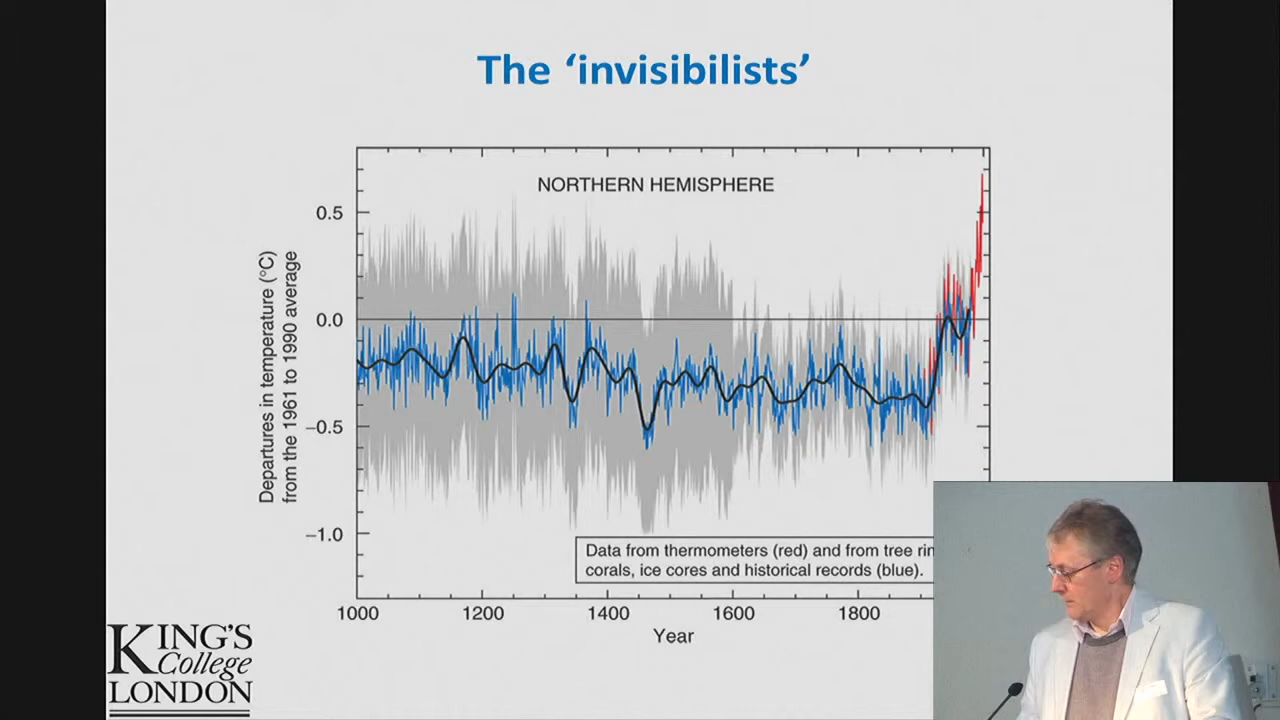 The ‘invisibilists’
NORTHERN HEMISPHERE
0.5
0.0
−0.5
−1.0
Departures in temperature (°C)
from the 1961 to 1990 average
Data from thermometers (red) and from tree
corals, ice cores and historical records (blue).
1000 1200 1400 1600 1800
Year
KING'S
College
LONDON